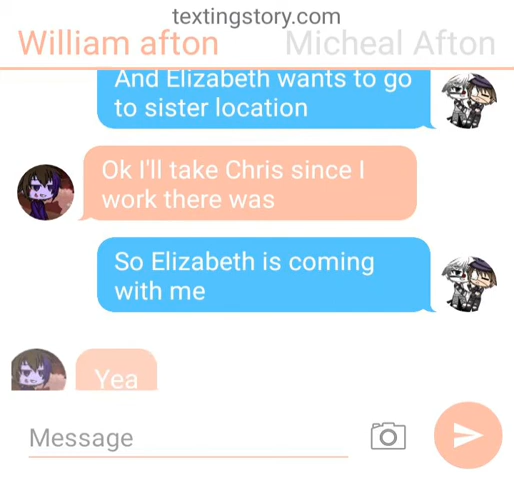 textingstory.com
William afton
Micheal Afton
And Elizabeth wants to go
to sister location
Ok I'll take Chris since I
work there was
So Elizabeth is coming
with me
Yea
Message